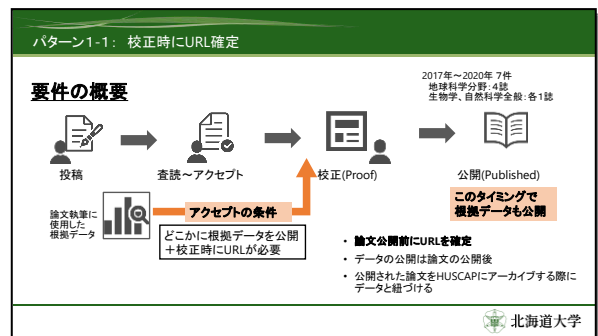 パターン1-1: 校正時にURL確定
要件の概要
2017年～2020年 7件
地球科学分野:4誌
生物学、自然科学全般:各1誌
投稿
査読～アクセプト
校正(Proof)
公開(Published)
このタイミングで
根拠データも公開
論文執筆に
使用した
根拠データ
アクセプトの条件
どこかに根拠データを公開
＋校正時にURLが必要
• 論文公開前にURLを確定
• データの公開は論文の公開後
• 公開された論文をHUSCAPにアーカイブする際に
データと紐づける
北海道大学